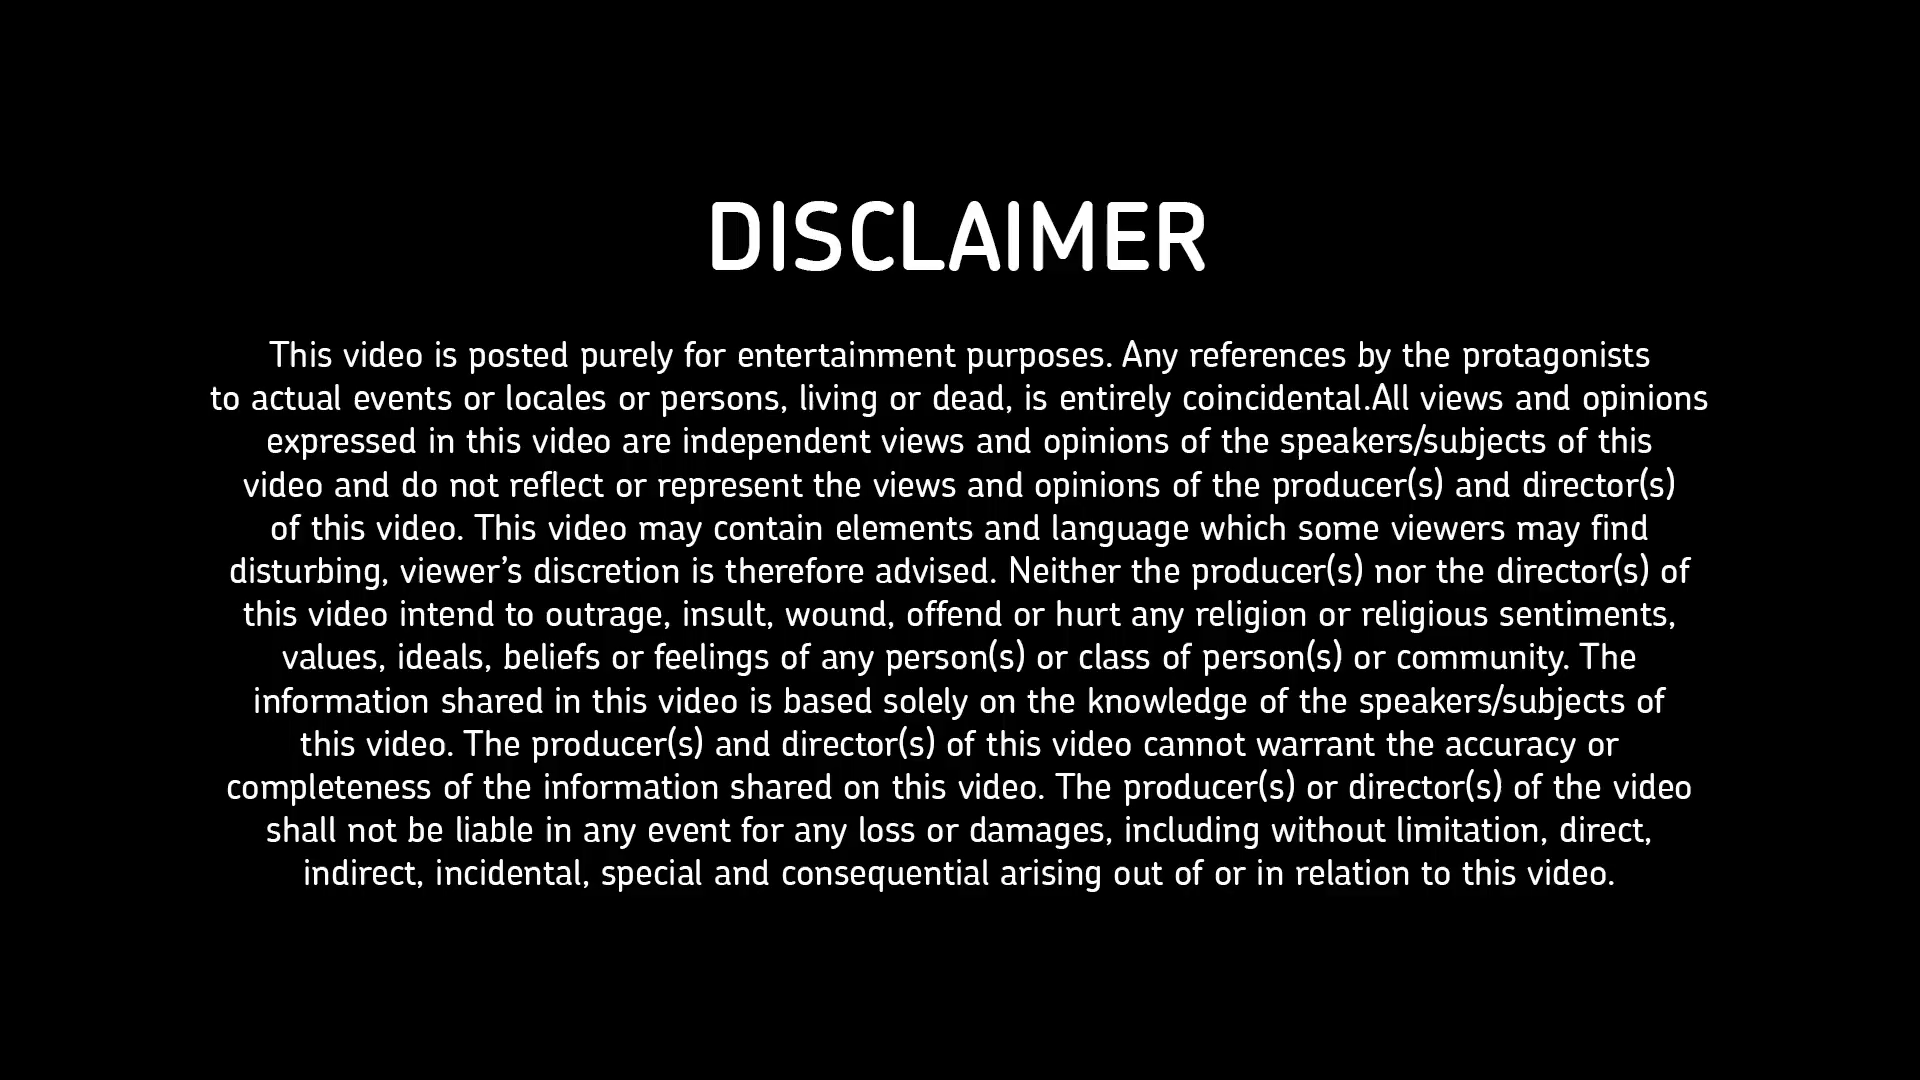 DISCLAIMER
This video is posted purely for entertainment purposes. Any references by the protagonists
to actual events or locales or persons, living or dead, is entirely coincidental.All views and opinions
expressed in this video are independent views and opinions of the speakers/subjects of this
video and do not reflect or represent the views and opinions of the producer(s) and director(s)
of this video. This video may contain elements and language which some viewers may find
disturbing, viewer’s discretion is therefore advised. Neither the producer(s) nor the director(s) of
this video intend to outrage, insult, wound, offend or hurt any religion or religious sentiments,
values, ideals, beliefs or feelings of any person(s) or class of person(s) or community. The
information shared in this video is based solely on the knowledge of the speakers/subjects of
this video. The producer(s) and director(s) of this video cannot warrant the accuracy or
completeness of the information shared on this video. The producer(s) or director(s) of the video
shall not be liable in any event for any loss or damages, including without limitation, direct,
indirect, incidental, special and consequential arising out of or in relation to this video.